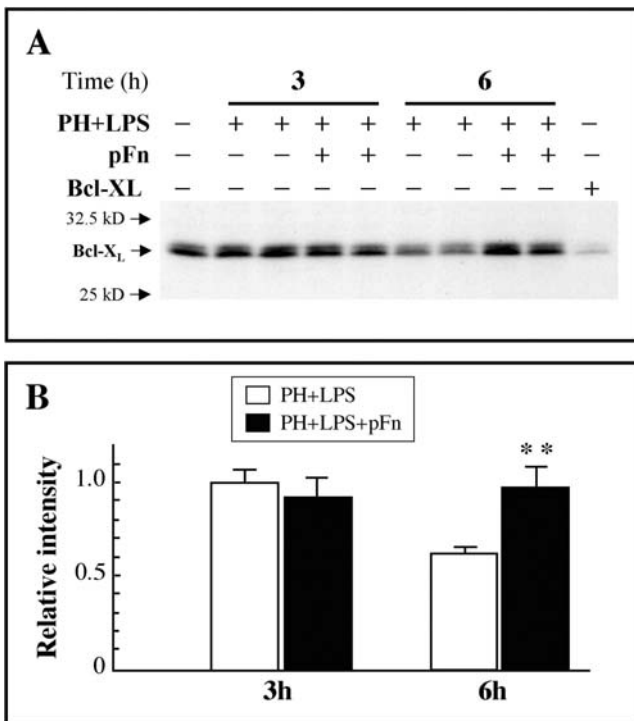 A
Time (h) 3 6
PH+LPS – + + + + + + + + –
pFn – – – + + – – + + –
Bcl-XL – – – – – – – – – +
32.5 kD →
Bcl-XL →
25 kD →
B
PH+LPS
PH+LPS+pFn
**
1.0
0.5
0
Relative intensity
3h 6h